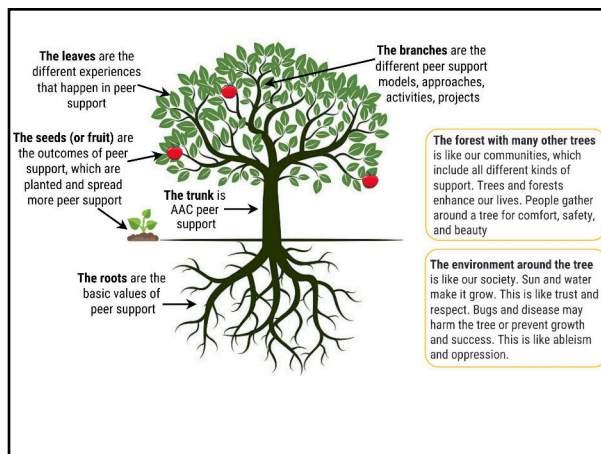 The leaves are the
different experiences
that happen in peer
support
The branches are the
different peer support
models, approaches,
activities, projects
The seeds (or fruit) are
the outcomes of peer
support, which are
planted and spread
more peer support
The trunk is
AAC peer
support
The roots are the
basic values of
peer support
The forest with many other trees
is like our communities, which
include all different kinds of
support. Trees and forests
enhance our lives. People gather
around a tree for comfort, safety,
and beauty
The environment around the tree
is like our society. Sun and water
make it grow. This is like trust and
respect. Bugs and disease may
harm the tree or prevent growth
and success. This is like ableism
and oppression.